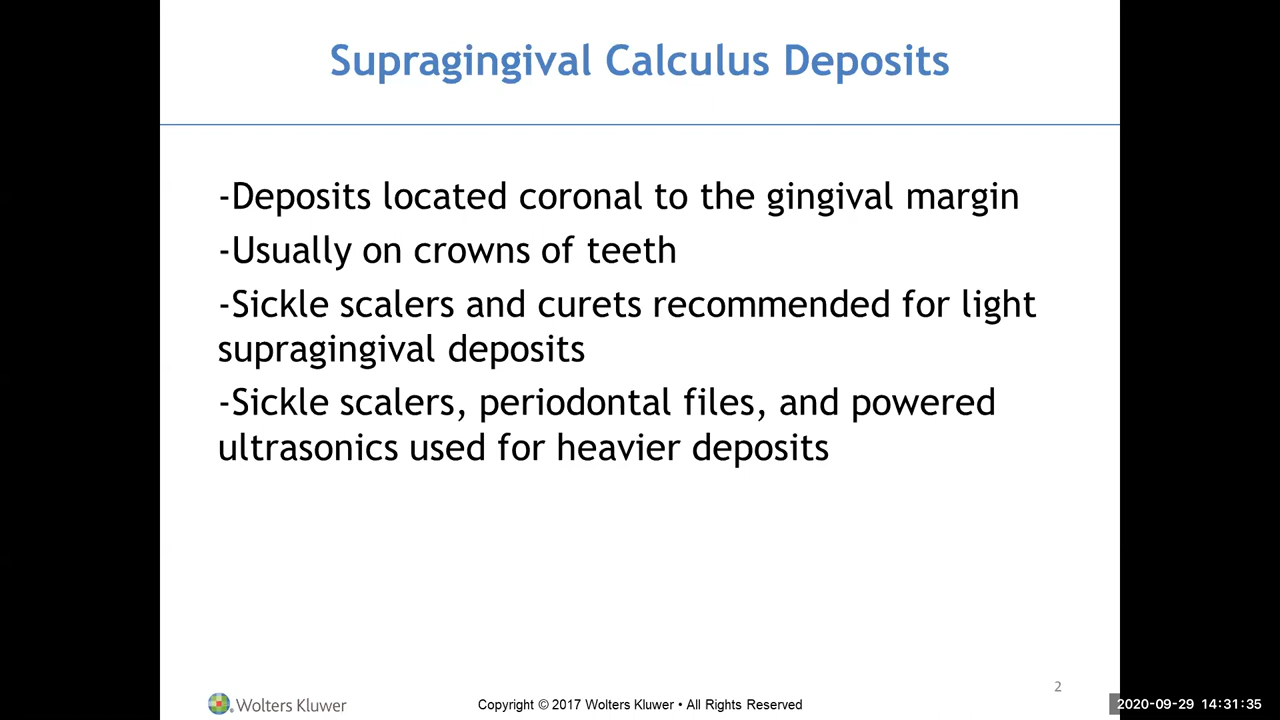 Supragingival Calculus Deposits
-Deposits located coronal to the gingival margin
-Usually on crowns of teeth
-Sickle scalers and curets recommended for light
supragingival deposits
-Sickle scalers, periodontal files, and powered
ultrasonics used for heavier deposits
2
Wolters Kluwer
Copyright © 2017 Wolters Kluwer • All Rights Reserved
2020-09-29 14:31:35